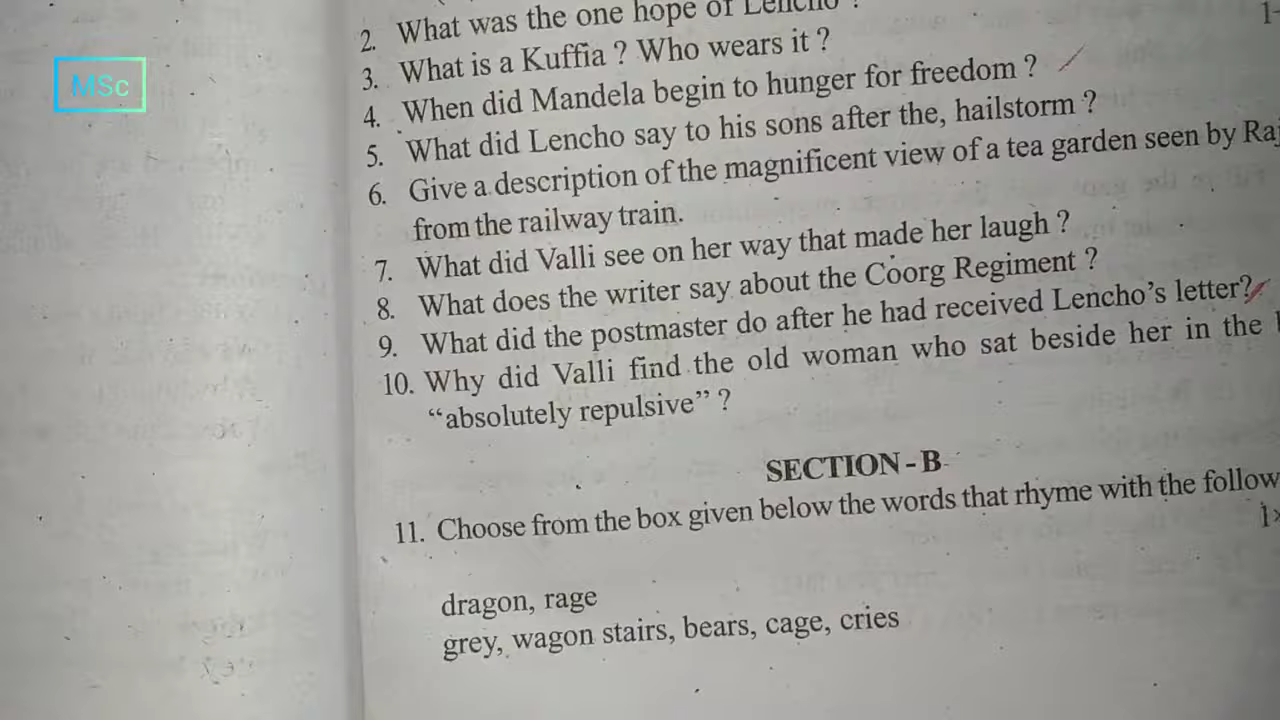 MSc
2. What was the one hope of Lencho ?
1-
3. What is a Kuffia ? Who wears it ?
4. When did Mandela begin to hunger for freedom ?
5. What did Lencho say to his sons after the, hailstorm ?
6. Give a description of the magnificent view of a tea garden seen by Raj
from the railway train.
7. What did Valli see on her way that made her laugh ?
8. What does the writer say about the Coorg Regiment ?
9. What did the postmaster do after he had received Lencho's letter?
10. Why did Valli find the old woman who sat beside her in the
“absolutely repulsive” ?
SECTION - B
11. Choose from the box given below the words that rhyme with the follow
1×
dragon, rage
grey, wagon stairs, bears, cage, cries